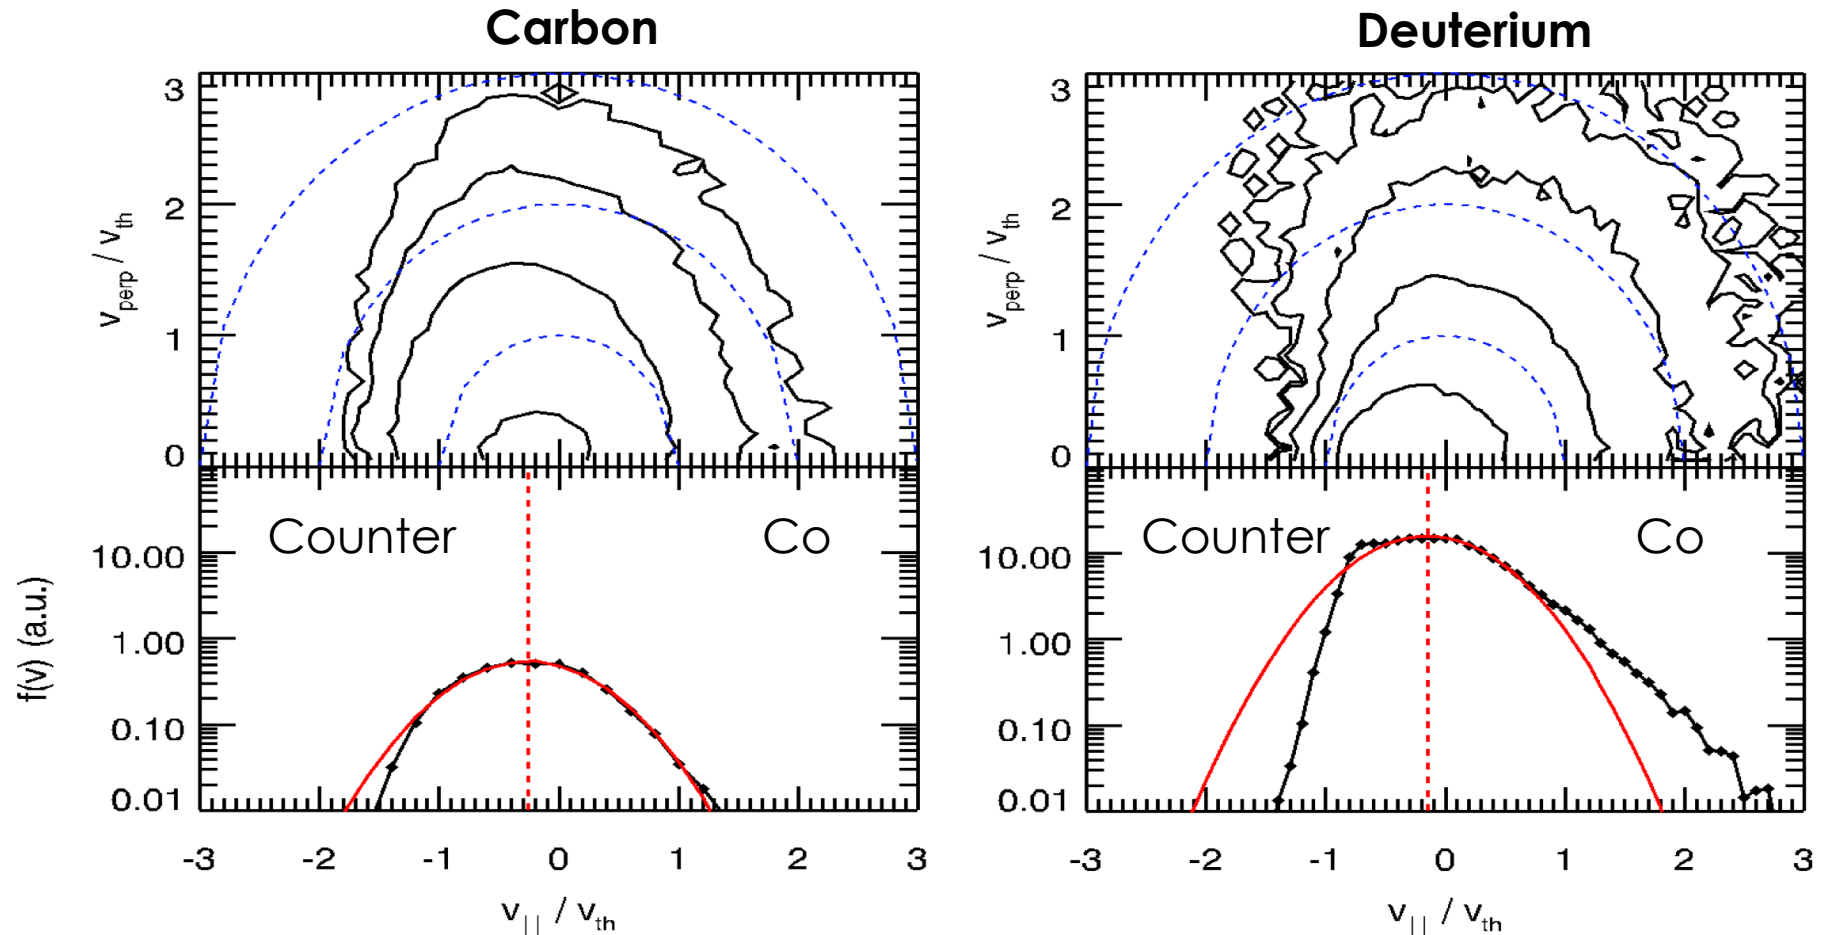 Carbon
Deuterium
3
2
1
0
v_perp / v_th
3
2
1
0
v_perp / v_th
Counter
Co
10.00
1.00
0.10
0.01
f(v) (a.u.)
Counter
Co
10.00
1.00
0.10
0.01
-3 -2 -1 0 1 2 3
v_|| / v_th
-3 -2 -1 0 1 2 3
v_|| / v_th